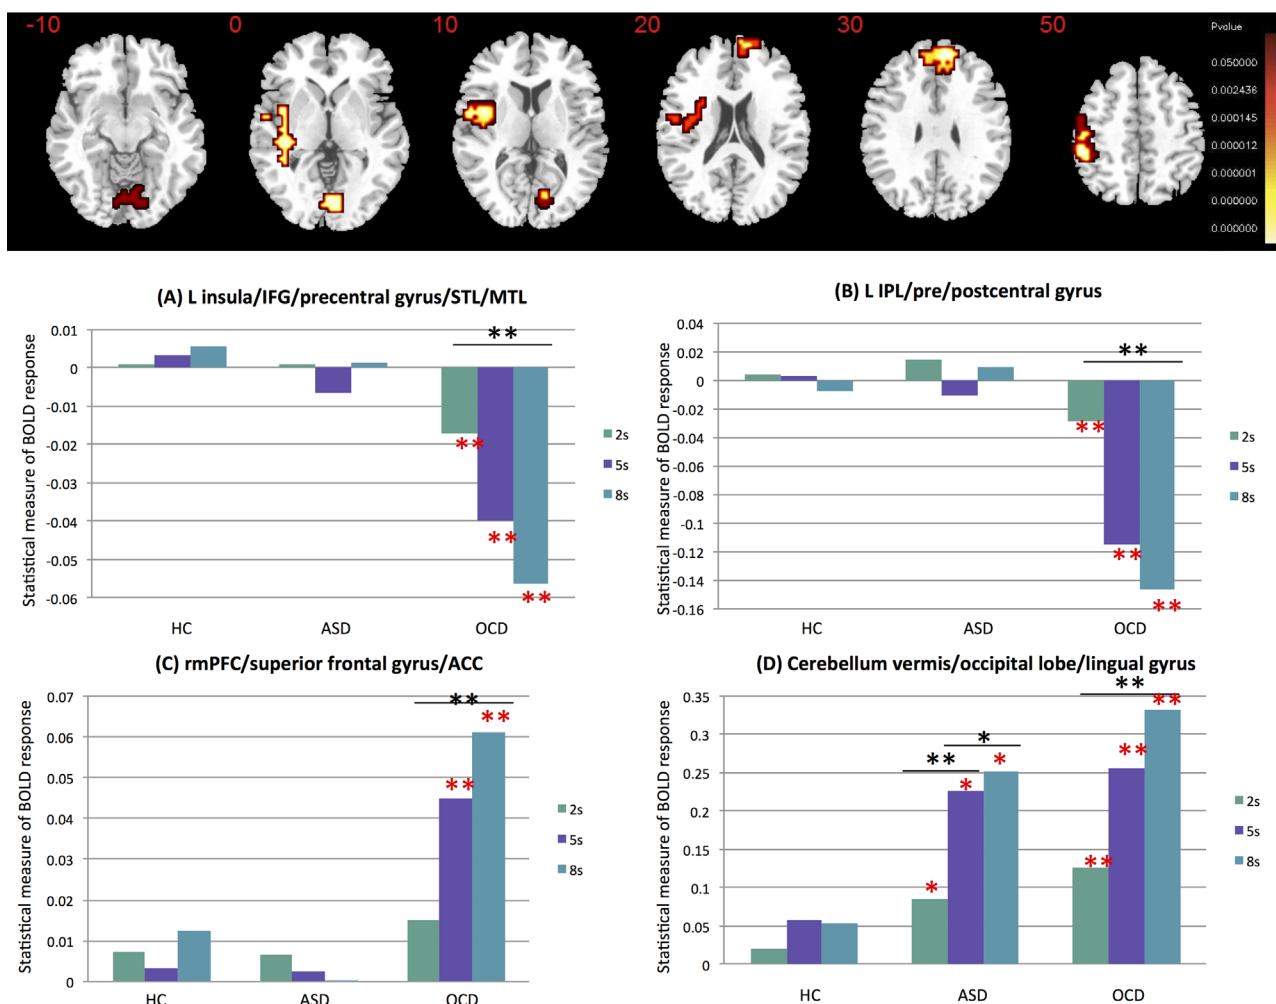 -10 0 10 20 30 50
Pvalue
0.050000
0.002436
0.000145
0.000012
0.000001
0.000000
0.000000
(A) L insula/IFG/precentral gyrus/STL/MTL
Statistical measure of BOLD response
0.01
0
-0.01
-0.02
-0.03
-0.04
-0.05
-0.06
**
**
**
**
HC ASD OCD
2s
5s
8s
(B) L IPL/pre/postcentral gyrus
Statistical measure of BOLD response
0.04
0.02
0
-0.02
-0.04
-0.06
-0.08
-0.1
-0.12
-0.14
-0.16
**
**
**
**
HC ASD OCD
2s
5s
8s
(C) rmPFC/superior frontal gyrus/ACC
Statistical measure of BOLD response
0.07
0.06
0.05
0.04
0.03
0.02
0.01
0
**
**
**
HC ASD OCD
2s
5s
8s
(D) Cerebellum vermis/occipital lobe/lingual gyrus
Statistical measure of BOLD response
0.35
0.3
0.25
0.2
0.15
0.1
0.05
0
**
**
*
** *
**
* *
**
HC ASD OCD
2s
5s
8s